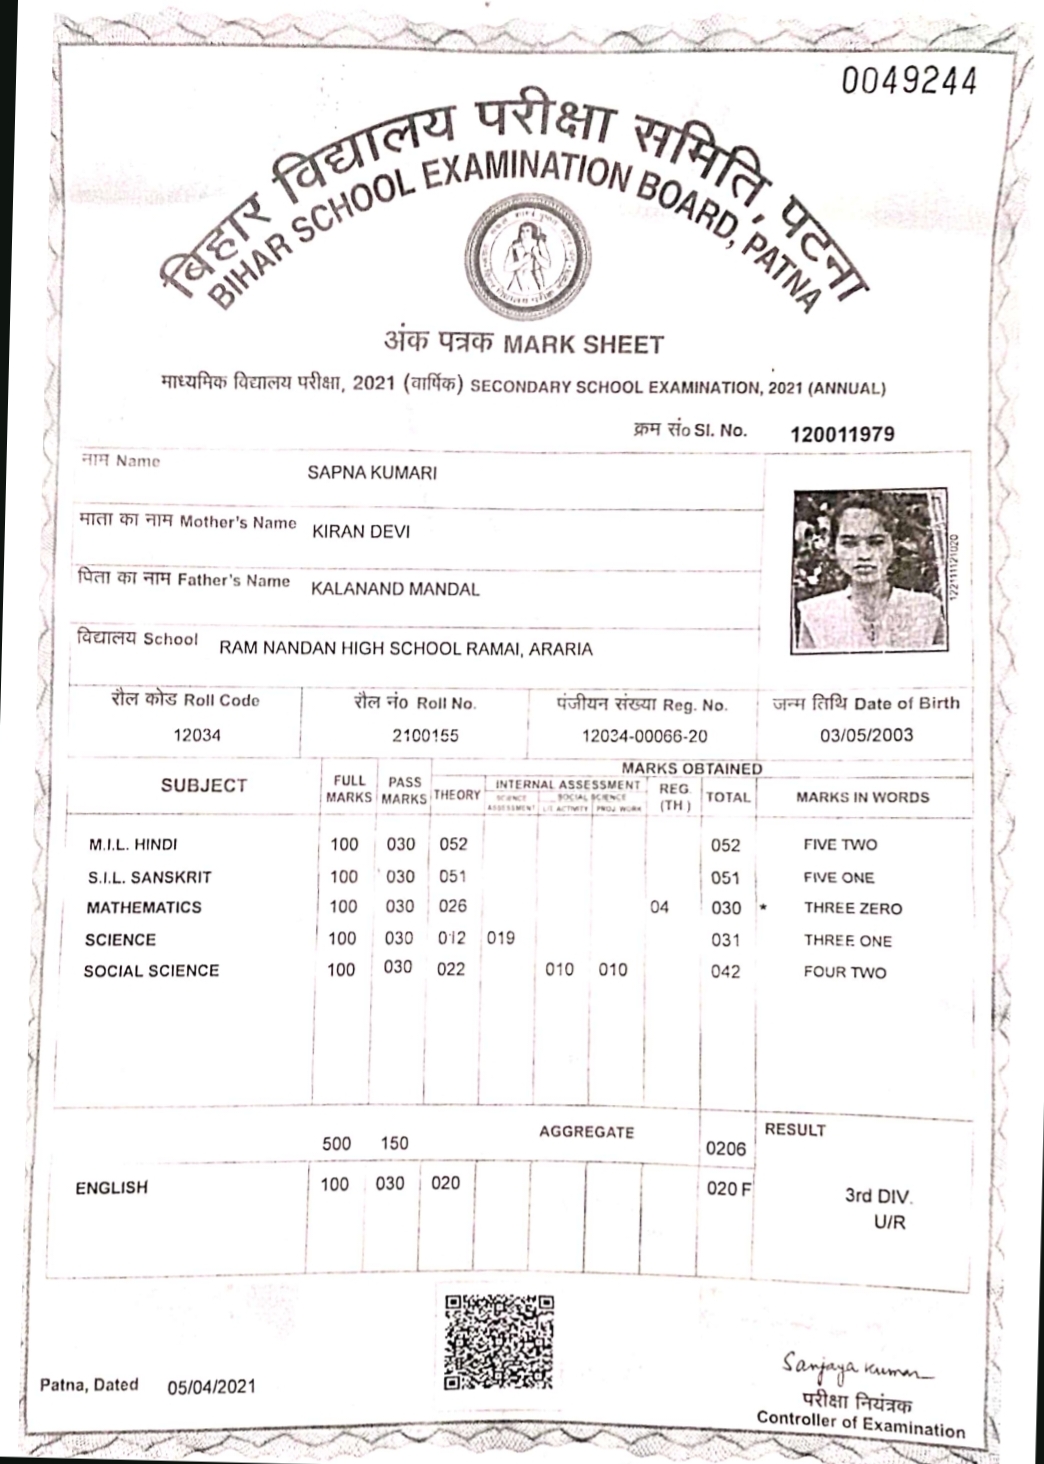 0049244
बिहार विद्यालय परीक्षा समिति, पटना
BIHAR SCHOOL EXAMINATION BOARD, PATNA
अंक पत्रक MARK SHEET
माध्यमिक विद्यालय परीक्षा, 2021 (वार्षिक) SECONDARY SCHOOL EXAMINATION, 2021 (ANNUAL)
क्रम सं० Sl. No. 120011979
नाम Name SAPNA KUMARI
माता का नाम Mother's Name KIRAN DEVI
पिता का नाम Father's Name KALANAND MANDAL
विद्यालय School RAM NANDAN HIGH SCHOOL RAMAI, ARARIA
122111121020
रौल कोड Roll Code रौल नं० Roll No. पंजीयन संख्या Reg. No. जन्म तिथि Date of Birth
12034 2100155 12034-00066-20 03/05/2003
SUBJECT FULL MARKS PASS MARKS MARKS OBTAINED
THEORY INTERNAL ASSESSMENT REG (TH) TOTAL MARKS IN WORDS
SCIENCE ASSESSMENT SOCIAL SCIENCE LIT. ACTIVITY PROJ. WORK
M.I.L. HINDI 100 030 052 052 FIVE TWO
S.I.L. SANSKRIT 100 030 051 051 FIVE ONE
MATHEMATICS 100 030 026 04 030 * THREE ZERO
SCIENCE 100 030 012 019 031 THREE ONE
SOCIAL SCIENCE 100 030 022 010 010 042 FOUR TWO
500 150 AGGREGATE 0206 RESULT
ENGLISH 100 030 020 020 F 3rd DIV.
U/R
Patna, Dated 05/04/2021
Sanjaya Kumar
परीक्षा नियंत्रक
Controller of Examination